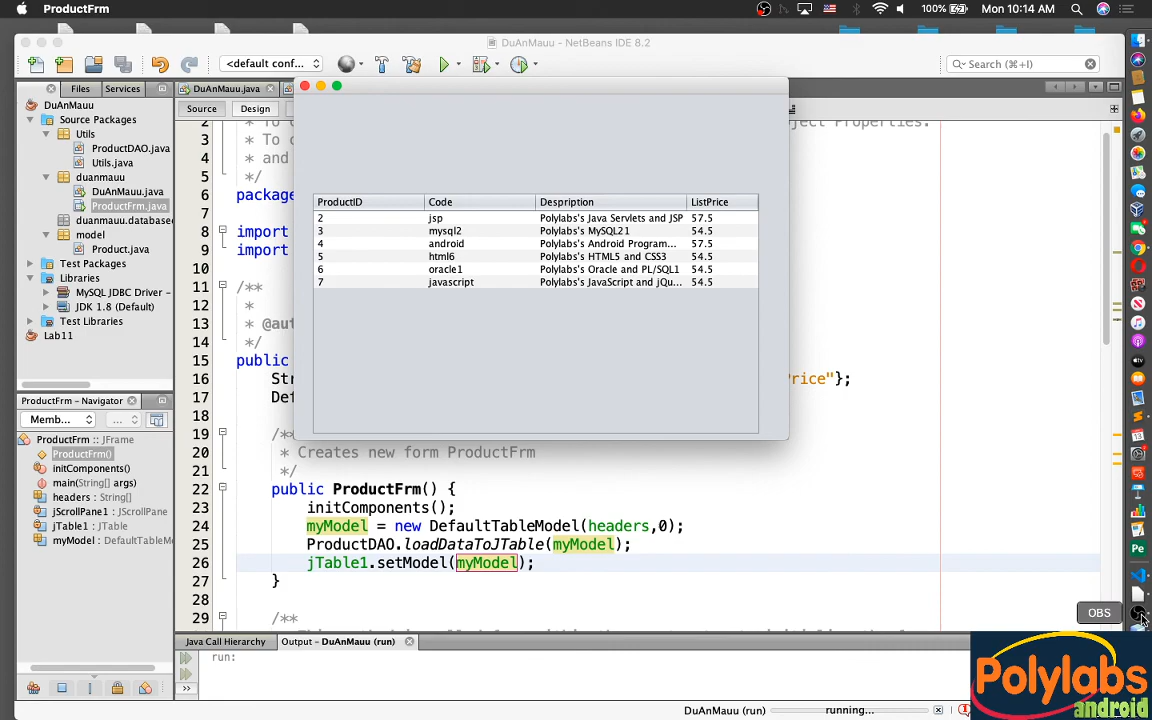 ProductFrm
100%
Mon 10:14 AM
DuAnMauu - NetBeans IDE 8.2
<default conf...
Search (⌘+I)
Files
Services
DuAnMauu.java
Source
Design
DuAnMauu
Source Packages
Utils
ProductDAO.java
Utils.java
duanmauu
DuAnMauu.java
ProductFrm.java
duanmauu.database
model
Product.java
Test Packages
Libraries
MySQL JDBC Driver –
JDK 1.8 (Default)
Test Libraries
Lab11
ProductFrm - Navigator
Memb...
ProductFrm :: JFrame
ProductFrm()
initComponents()
main(String[] args)
headers : String[]
jScrollPane1 : JScrollPane
jTable1 : JTable
myModel : DefaultTableM
2 * To c
oject Properties.
3 * To c
4 * and
5 */
6 package
7
8 import
9 import
10
11 /**
12 *
13 * @aut
14 */
15 public
16 Str
Price"};
17 Def
18
19 /**
20 * Creates new form ProductFrm
21 */
22 public ProductFrm() {
23 initComponents();
24 myModel = new DefaultTableModel(headers,0);
25 ProductDAO.loadDataToJTable(myModel);
26 jTable1.setModel(myModel);
27 }
28
29 /**
ProductID Code Despription ListPrice
2 jsp Polylabs's Java Servlets and JSP 57.5
3 mysql2 Polylabs's MySQL21 54.5
4 android Polylabs's Android Program... 57.5
5 html6 Polylabs's HTML5 and CSS3 54.5
6 oracle1 Polylabs's Oracle and PL/SQL1 54.5
7 javascript Polylabs's JavaScript and jQu... 54.5
OBS
Java Call Hierarchy
Output – DuAnMauu (run)
run:
DuAnMauu (run)
running...
Polylabs
android